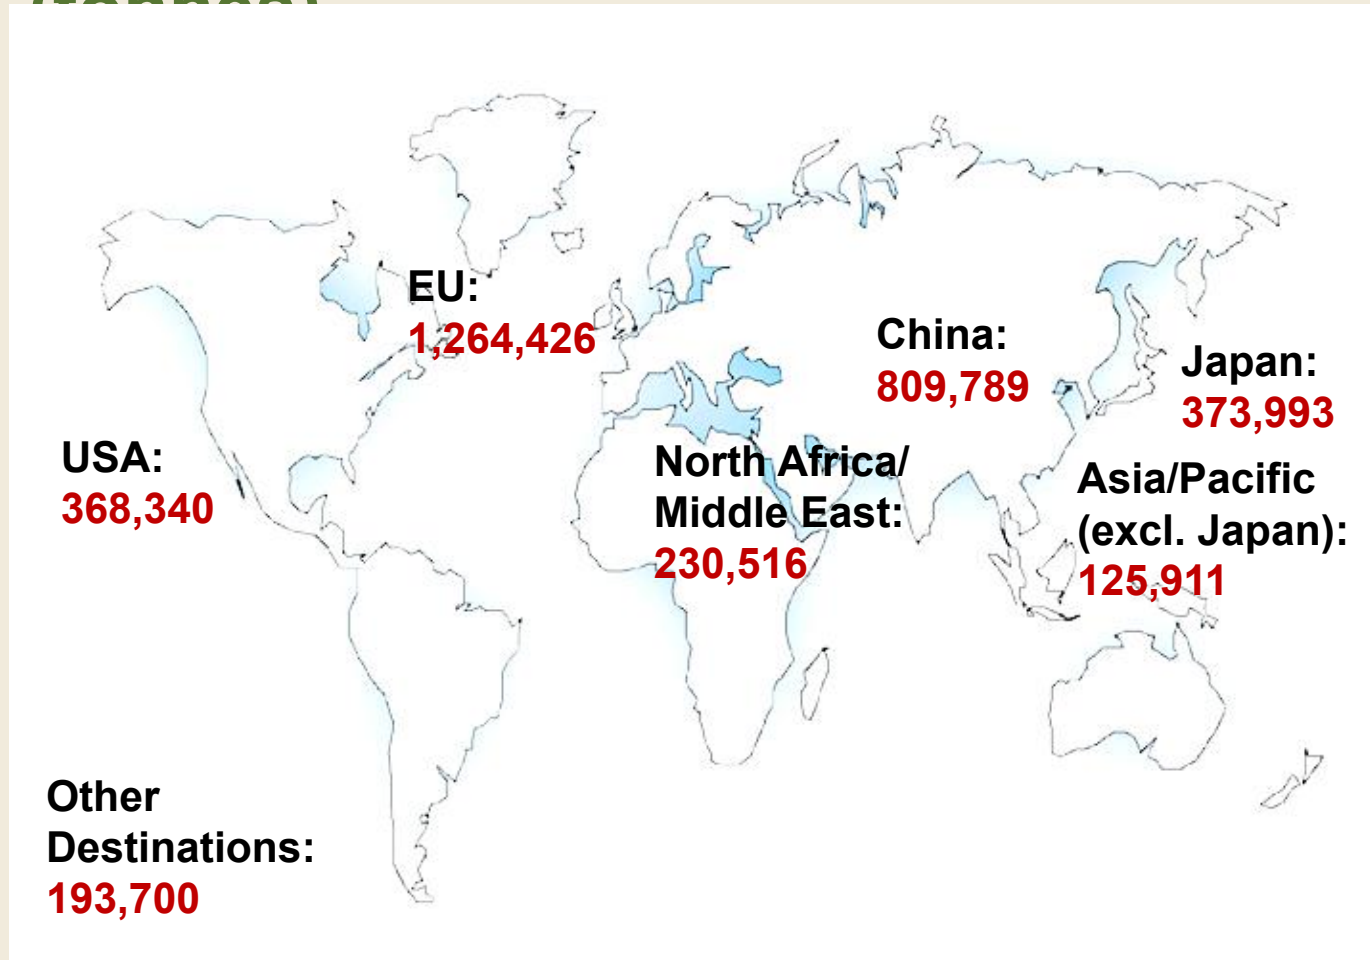 EU:
1,264,426
China:
809,789
Japan:
373,993
USA:
368,340
North Africa/
Middle East:
230,516
Asia/Pacific
(excl. Japan):
125,911
Other
Destinations:
193,700